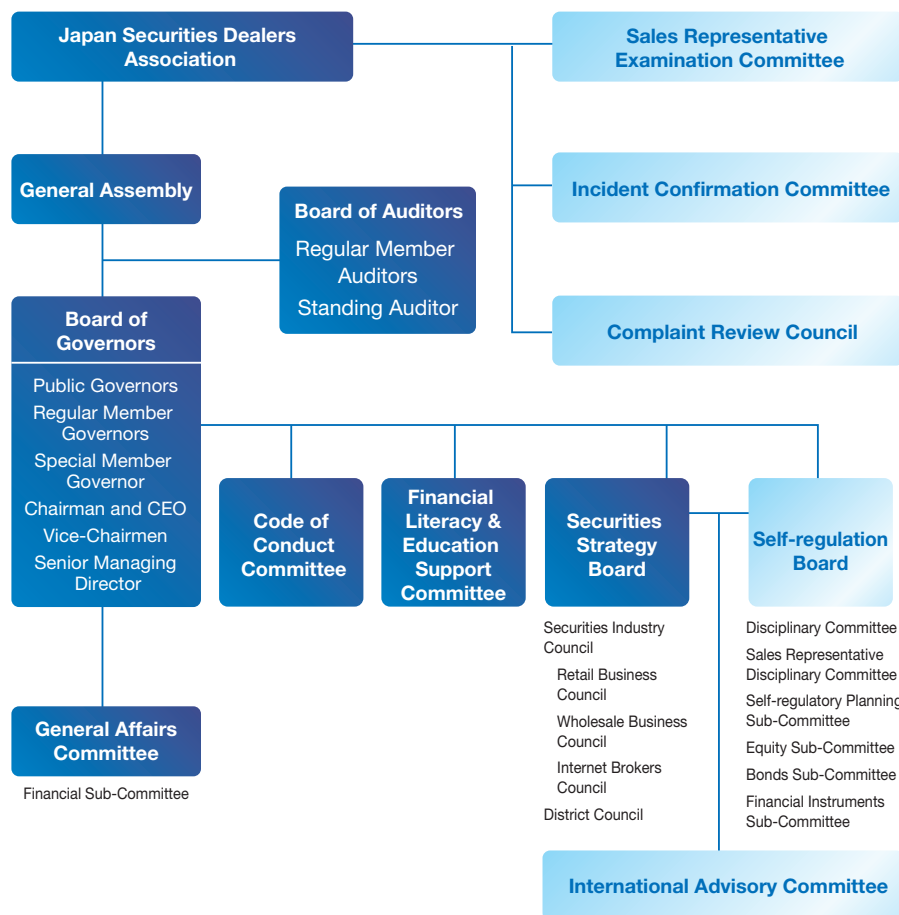 Japan Securities Dealers
Association
Sales Representative
Examination Committee
General Assembly
Incident Confirmation Committee
Board of Auditors
Regular Member
Auditors
Standing Auditor
Complaint Review Council
Board of
Governors
Public Governors
Regular Member
Governors
Special Member
Governor
Chairman and CEO
Vice-Chairmen
Senior Managing
Director
Code of
Conduct
Committee
Financial
Literacy &
Education
Support
Committee
Securities
Strategy
Board
Self-regulation
Board
Securities Industry
Council
Retail Business
Council
Wholesale Business
Council
Internet Brokers
Council
District Council
Disciplinary Committee
Sales Representative
Disciplinary Committee
Self-regulatory Planning
Sub-Committee
Equity Sub-Committee
Bonds Sub-Committee
Financial Instruments
Sub-Committee
General Affairs
Committee
Financial Sub-Committee
International Advisory Committee